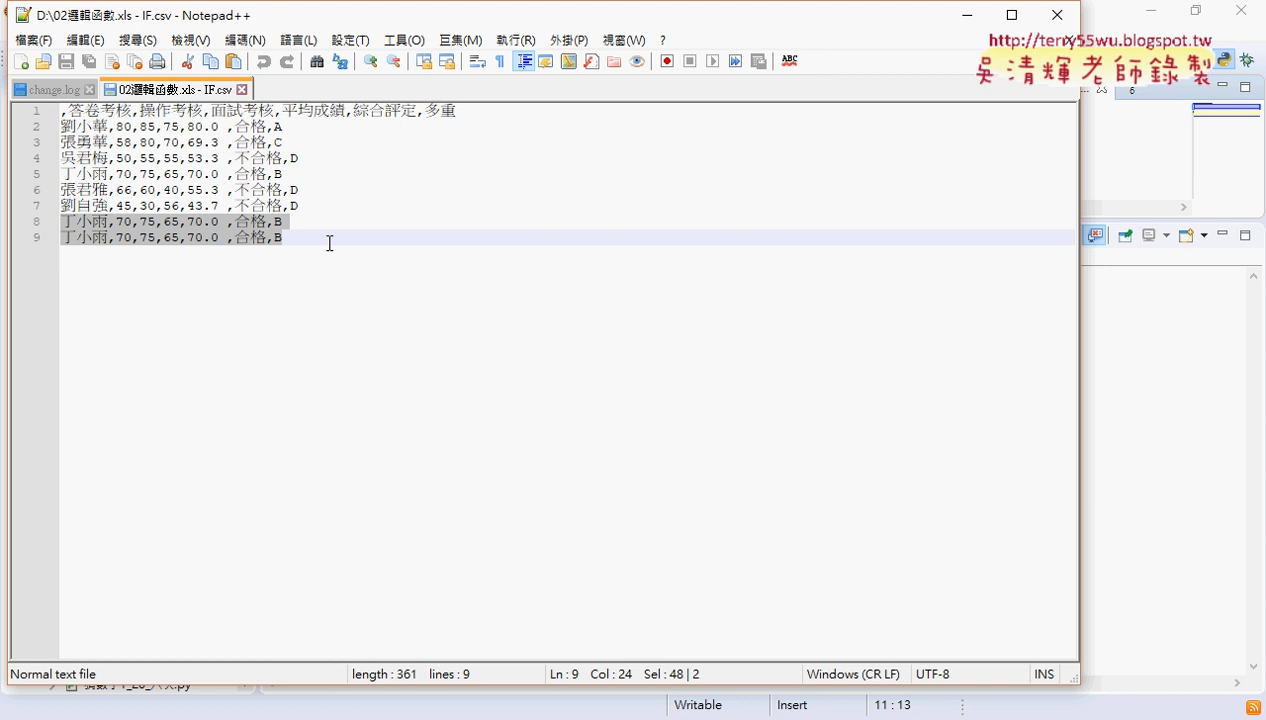 D:\02邏輯函數.xls - IF.csv - Notepad++
檔案(F) 編輯(E) 搜尋(S) 檢視(V) 編碼(N) 語言(L) 設定(T) 工具(O) 巨集(M) 執行(R) 外掛(P) 視窗(W) ?
http://terry55wu.blogspot.tw
吳清輝老師錄製
ABC
change.log 02邏輯函數.xls - IF.csv
1 ,答卷考核,操作考核,面試考核,平均成績,綜合評定,多重
2 劉小華,80,85,75,80.0 ,合格,A
3 張勇華,58,80,70,69.3 ,合格,C
4 吳君梅,50,55,55,53.3 ,不合格,D
5 丁小雨,70,75,65,70.0 ,合格,B
6 張君雅,66,60,40,55.3 ,不合格,D
7 劉自強,45,30,56,43.7 ,不合格,D
8 丁小雨,70,75,65,70.0 ,合格,B
9 丁小雨,70,75,65,70.0 ,合格,B
Normal text file length : 361 lines : 9 Ln : 9 Col : 24 Sel : 48 | 2 Windows (CR LF) UTF-8 INS
Writable Insert 11 : 13